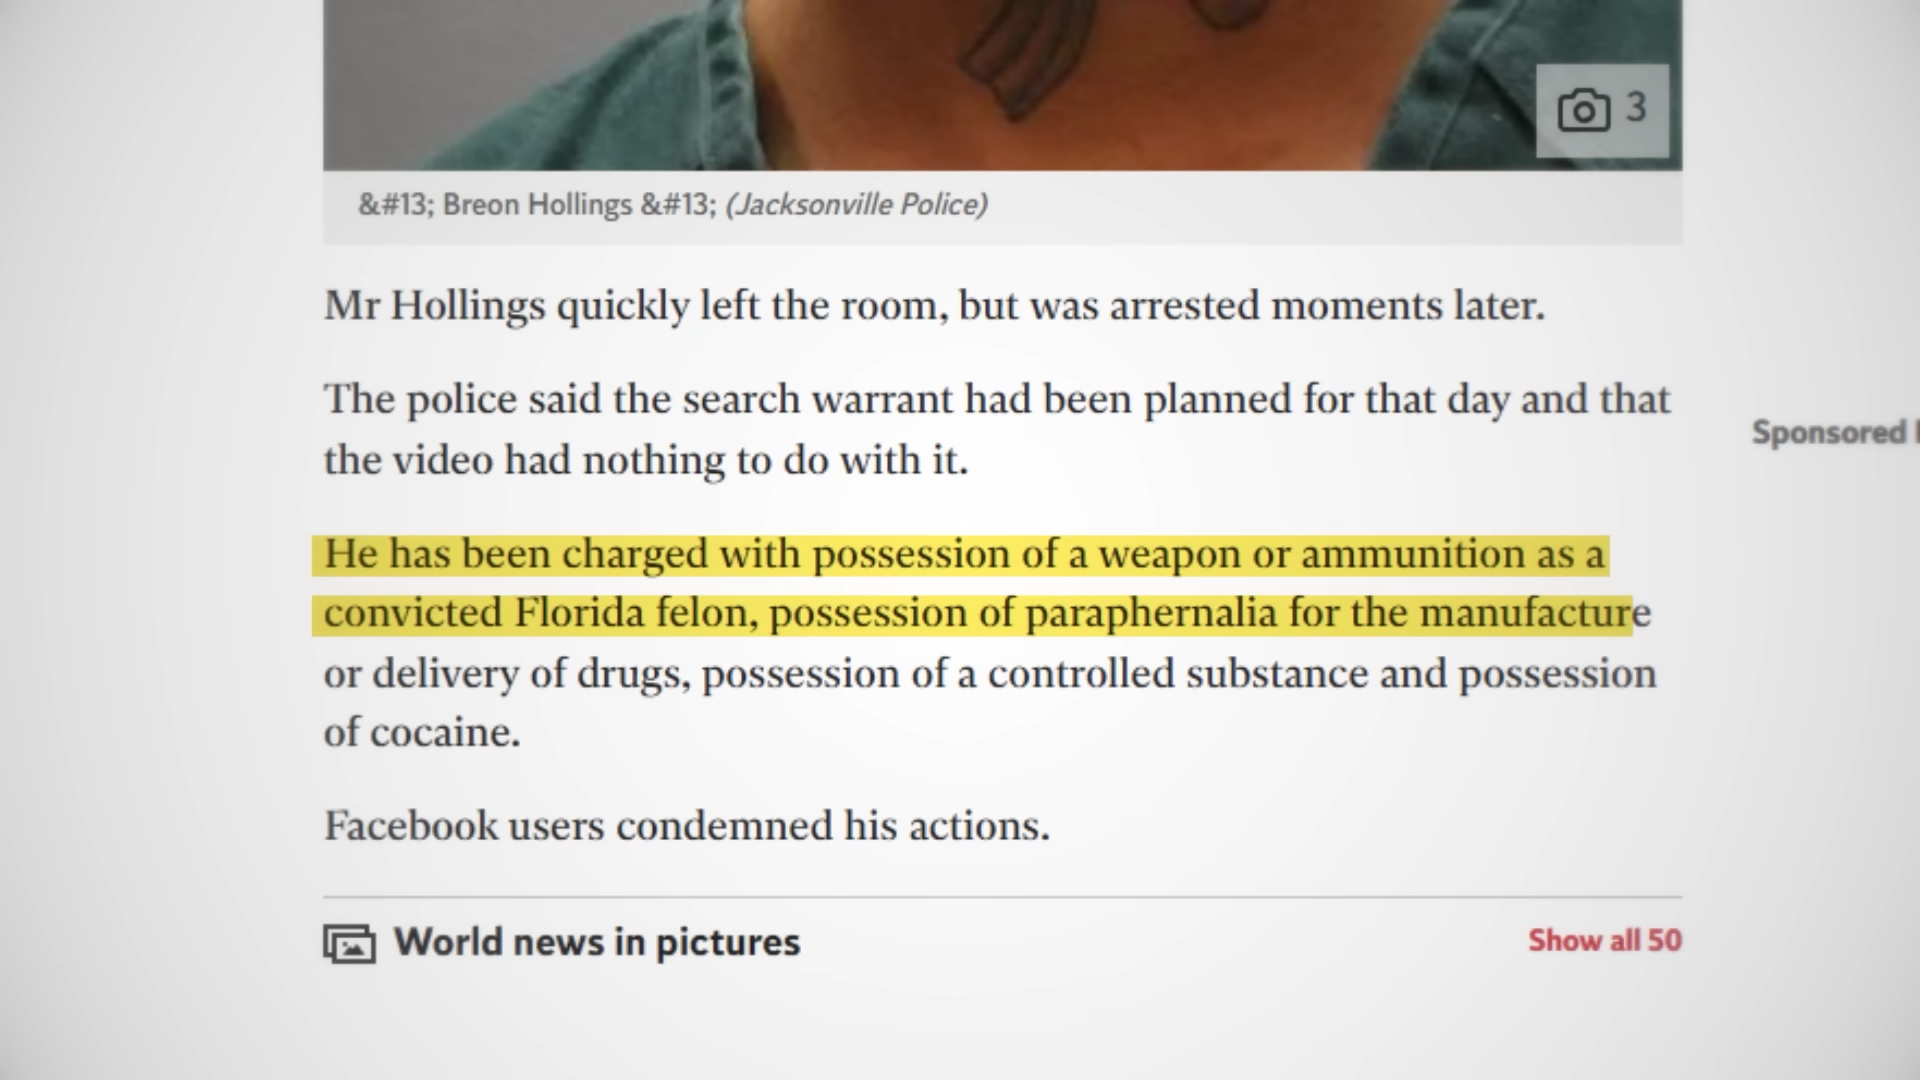 3
&#13; Breon Hollings &#13; (Jacksonville Police)
Mr Hollings quickly left the room, but was arrested moments later.
The police said the search warrant had been planned for that day and that
the video had nothing to do with it.
Sponsored
He has been charged with possession of a weapon or ammunition as a
convicted Florida felon, possession of paraphernalia for the manufacture
or delivery of drugs, possession of a controlled substance and possession
of cocaine.
Facebook users condemned his actions.
World news in pictures
Show all 50